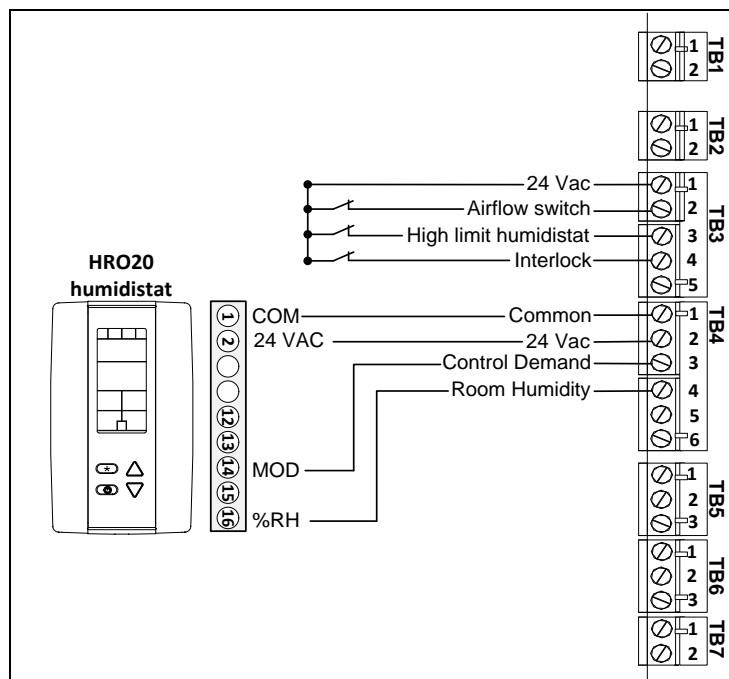 1
2
TB1
1
2
TB2
24 Vac
1
Airflow switch
2
High limit humidistat
3
Interlock
4
5
TB3
HRO20
humidistat
1 COM
Common
1
2 24 VAC
24 Vac
2
Control Demand
3
Room Humidity
4
5
6
TB4
12
13
14 MOD
15
16 %RH
*
1
2
3
TB5
1
2
3
TB6
1
2
TB7